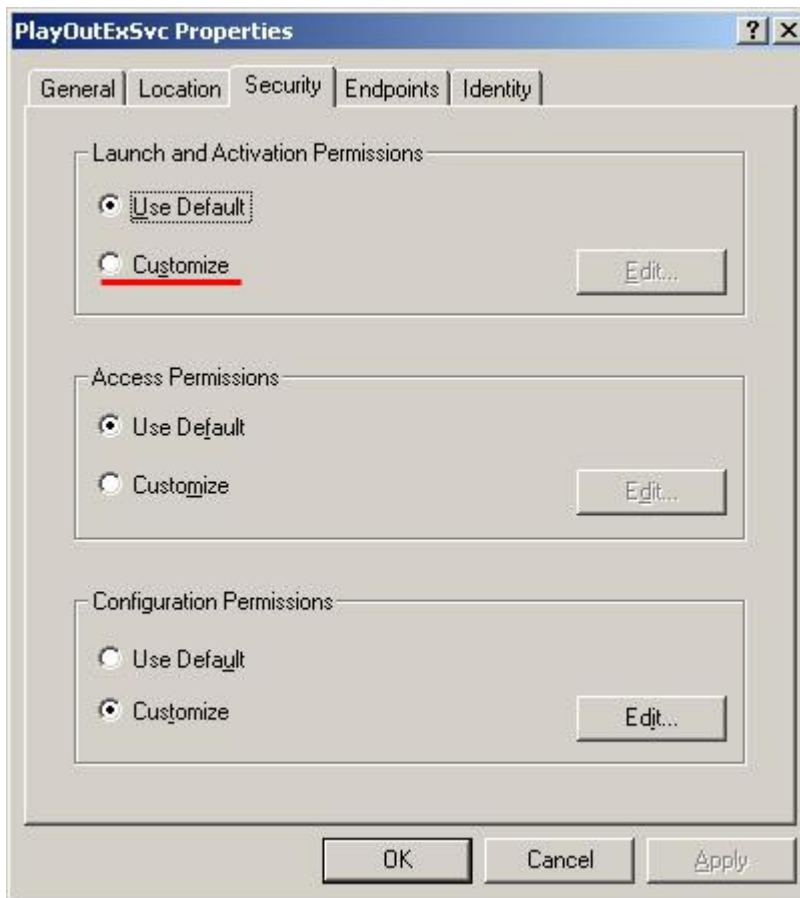 PlayOutExSvc Properties
General Location Security Endpoints Identity
Launch and Activation Permissions
Use Default
Customize
Edit...
Access Permissions
Use Default
Customize
Edit...
Configuration Permissions
Use Default
Customize
Edit...
OK Cancel Apply